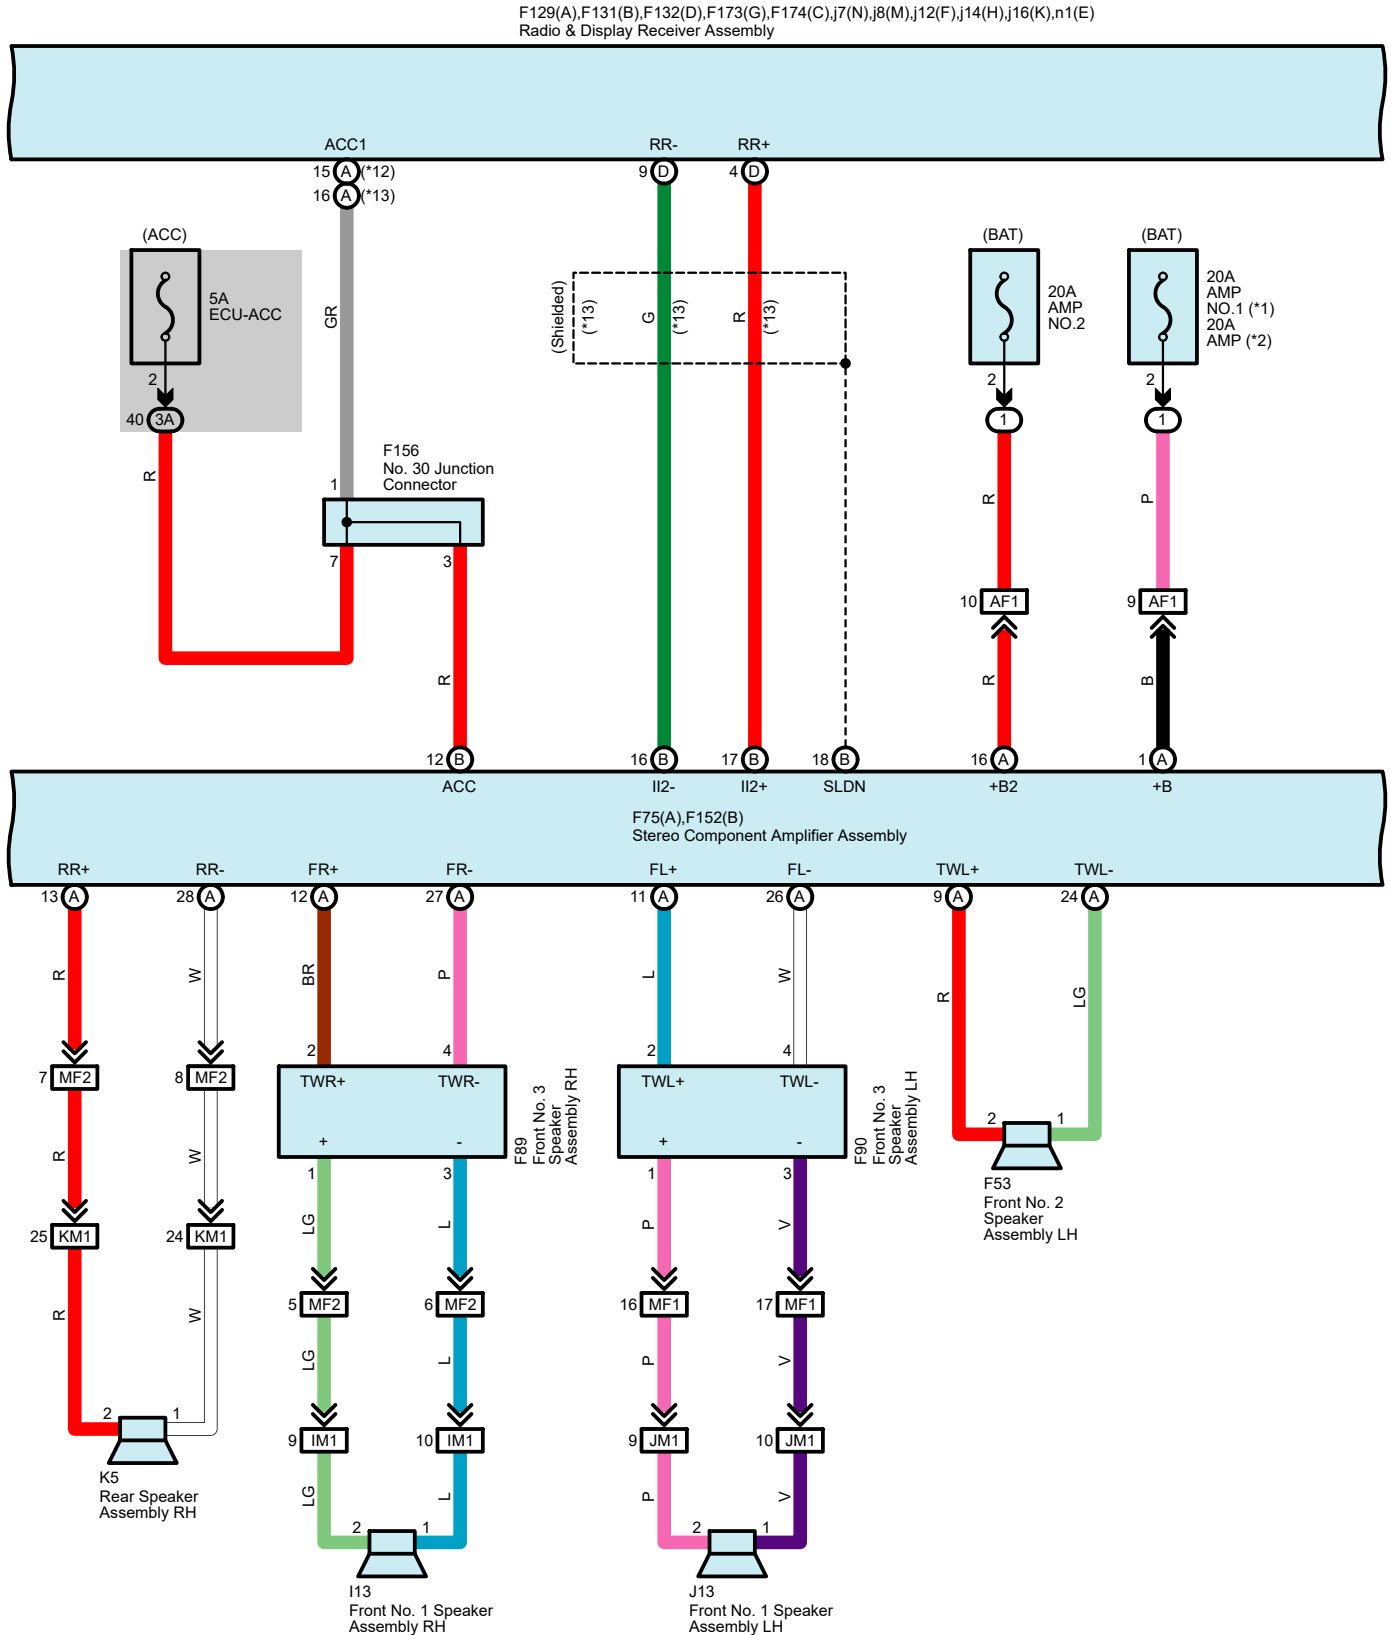 F129(A),F131(B),F132(D),F173(G),F174(C),j7(N),j8(M),j12(F),j14(H),j16(K),n1(E)
Radio & Display Receiver Assembly
ACC1
RR-
RR+
15 A (*12)
16 A (*13)
9 D
4 D
(ACC)
5A
ECU-ACC
2
40 3A
R
GR
(Shielded)
(*13)
G
(*13)
R
(*13)
(BAT)
20A
AMP
NO.2
2
1
(BAT)
20A
AMP
NO.1 (*1)
20A
AMP (*2)
2
1
F156
No. 30 Junction
Connector
1
7
3
R
R
P
10 AF1
9 AF1
R
R
B
12 B
16 B
17 B
18 B
16 A
1 A
ACC
II2-
II2+
SLDN
+B2
+B
F75(A),F152(B)
Stereo Component Amplifier Assembly
RR+
RR-
FR+
FR-
FL+
FL-
TWL+
TWL-
13 A
28 A
12 A
27 A
11 A
26 A
9 A
24 A
R
W
BR
P
L
W
R
LG
2
4
2
4
7 MF2
8 MF2
TWR+
TWR-
TWL+
TWL-
+
-
+
-
F89
Front No. 3
Speaker
Assembly RH
F90
Front No. 3
Speaker
Assembly LH
2
1
F53
Front No. 2
Speaker
Assembly LH
R
W
1
3
1
3
25 KM1
24 KM1
LG
L
P
V
5 MF2
6 MF2
16 MF1
17 MF1
R
W
LG
L
P
V
9 IM1
10 IM1
9 JM1
10 JM1
2
1
K5
Rear Speaker
Assembly RH
LG
L
P
V
2
1
2
1
I13
Front No. 1 Speaker
Assembly RH
J13
Front No. 1 Speaker
Assembly LH